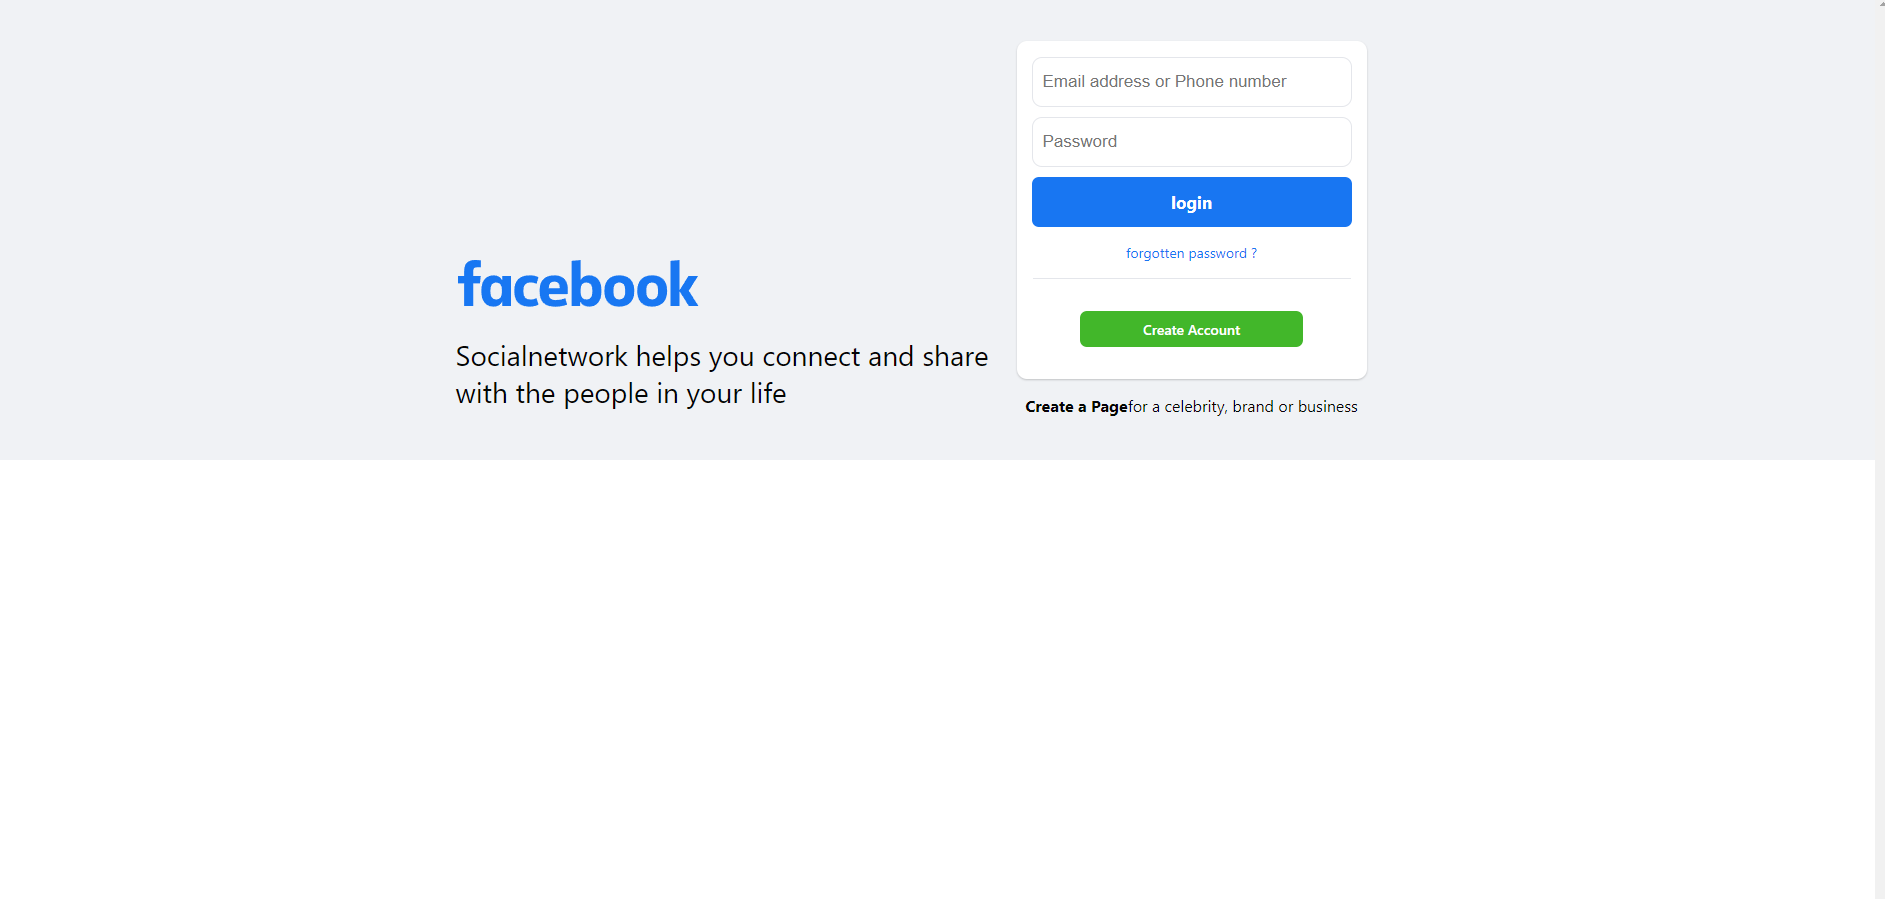 facebook
Socialnetwork helps you connect and share
with the people in your life
Email address or Phone number
Password
login
forgotten password ?
Create Account
Create a Pagefor a celebrity, brand or business